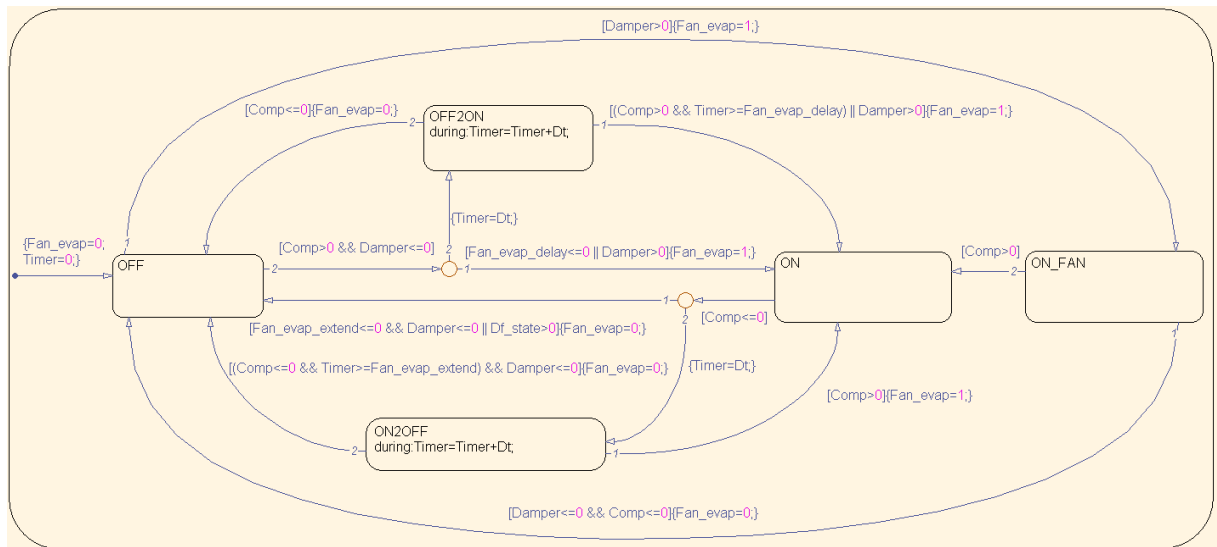 [Damper>0]{Fan_evap=1;}
[Comp<=0]{Fan_evap=0;}
2
OFF2ON
during:Timer=Timer+Dt;
1
[(Comp>0 && Timer>=Fan_evap_delay) || Damper>0]{Fan_evap=1;}
{Timer=Dt;}
{Fan_evap=0;
Timer=0;}
1
OFF
2
[Comp>0 && Damper<=0]
2
1
[Fan_evap_delay<=0 || Damper>0]{Fan_evap=1;}
ON
[Comp>0]
2
ON_FAN
1
1
2
[Comp<=0]
[Fan_evap_extend<=0 && Damper<=0 || Df_state>0]{Fan_evap=0;}
[(Comp<=0 && Timer>=Fan_evap_extend) && Damper<=0]{Fan_evap=0;}
{Timer=Dt;}
[Comp>0]{Fan_evap=1;}
ON2OFF
during:Timer=Timer+Dt;
2
1
[Damper<=0 && Comp<=0]{Fan_evap=0;}